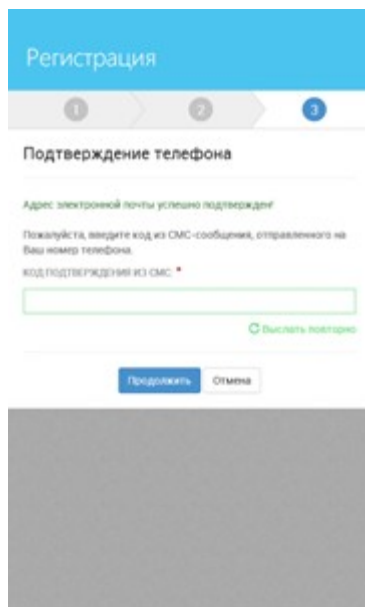 Регистрация
1 2 3
Подтверждение телефона
Адрес электронной почты успешно подтвержден!
Пожалуйста, введите код из СМС-сообщения, отправленного на
Ваш номер телефона.
КОД ПОДТВЕРЖДЕНИЯ ИЗ СМС: *
Выслать повторно
Продолжить Отмена